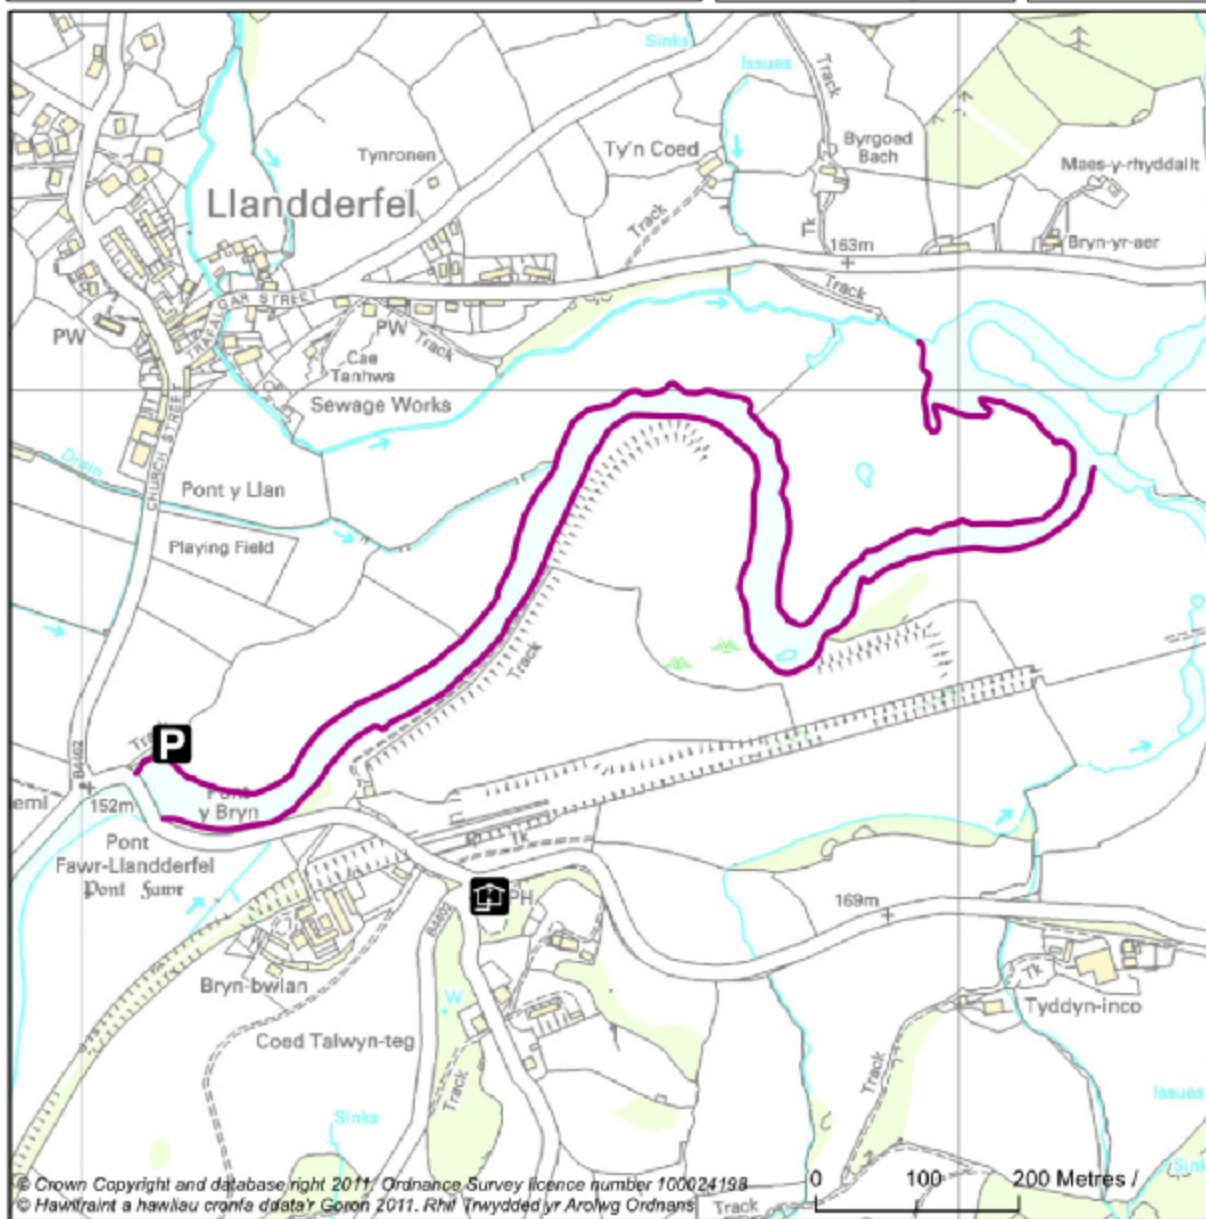 Sinks
Issues
Track
Tynronen
Ty'n Coed
Byrgoed
Bach
Maes-y-rhyddallt
Llandderfel
Track
Tk
163m
Bryn-yr-aer
Track
TRAFALGAR STREET
PW
PW
Track
Cae
Tanhws
Sewage Works
CHURCH STREET
Drain
Pont y Llan
Playing Field
Track
P
B4402
152m
Pont
y Bryn
Pont
Fawr-Llandderfel
Pont Fawr
Tk
PH
B4402
169m
Bryn-bwlan
W
Tk
Tyddyn-inco
Coed Talwyn-teg
Track
Track
Sinks
Issues
© Crown Copyright and database right 2011. Ordnance Survey licence number 100024198
© Hawlfraint a hawliau cronfa ddata'r Goron 2011. Rhif Trwydded yr Arolwg Ordnans
0 100 200 Metres /
Track